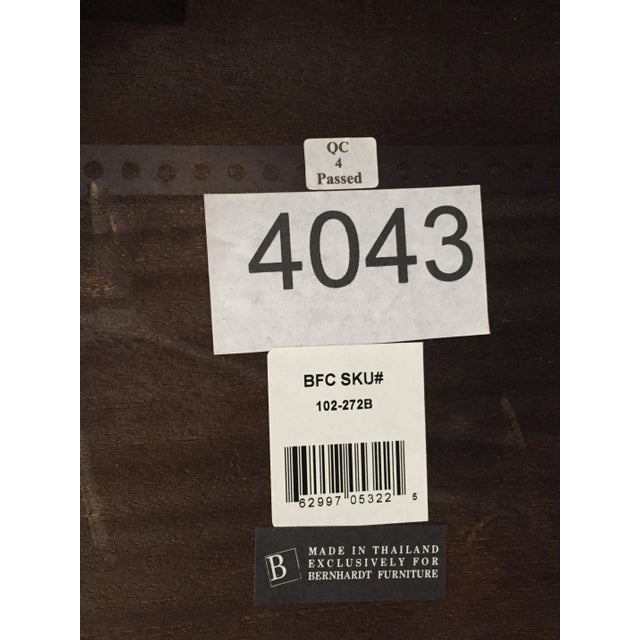 QC
4
Passed
4043
BFC SKU#
102-272B
62997 05322 5
B
MADE IN THAILAND
EXCLUSIVELY FOR
BERNHARDT FURNITURE